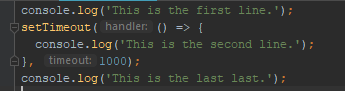 console.log('This is the first line.');
setTimeout( handler: () => {
  console.log('This is the second line.');
}, timeout: 1000);
console.log('This is the last last.');